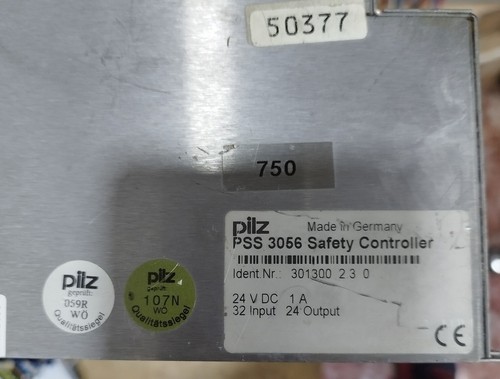 50377
750
pilz Made in Germany
PSS 3056 Safety Controller
Ident.Nr.: 301300 2.3 0
24 V DC 1 A
32 Input 24 Output
CE
pilz
geprüft:
059R
WO
Qualitätssiegel
pilz
geprüft:
107N
WO
Qualitätssiegel